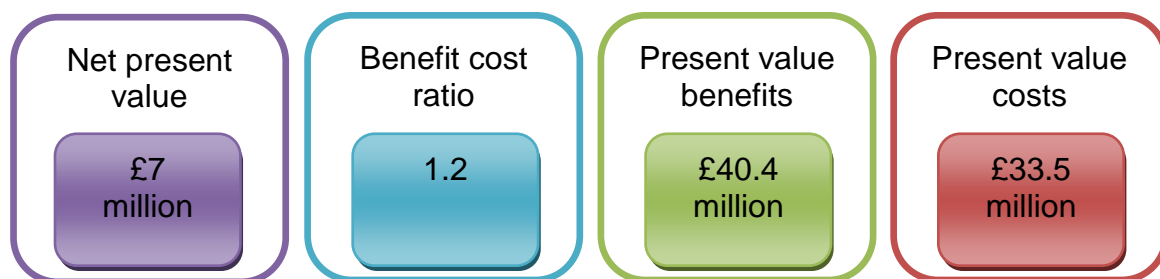 Net present
value
£7
million
Benefit cost
ratio
1.2
Present value
benefits
£40.4
million
Present value
costs
£33.5
million